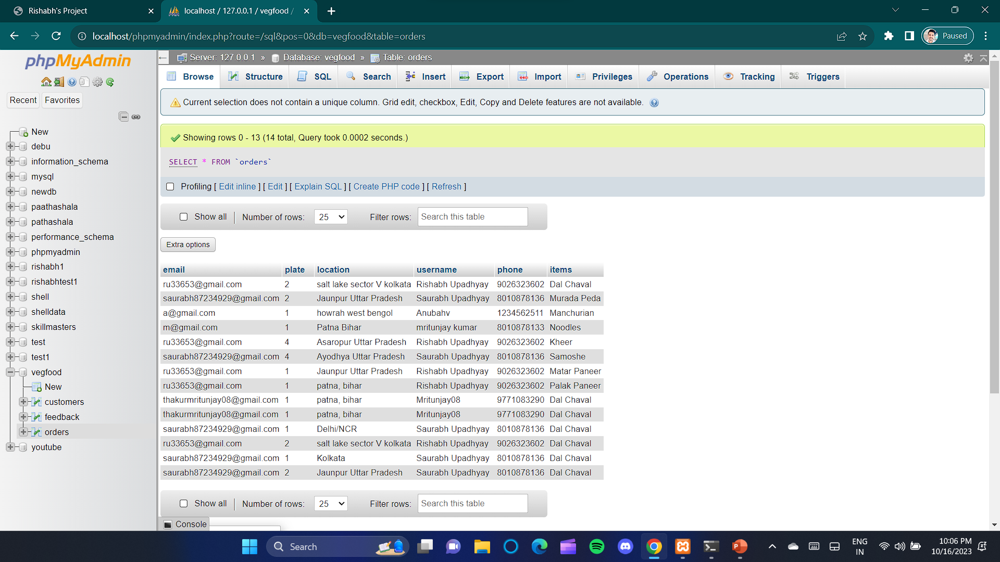 Rishabh's Project
localhost / 127.0.0.1 / vegfood /
localhost/phpmyadmin/index.php?route=/sql&pos=0&db=vegfood&table=orders
Paused
phpMyAdmin
Recent Favorites
New
debu
information_schema
mysql
newdb
paathashala
pathashala
performance_schema
phpmyadmin
rishabh1
rishabhtest1
shell
shelldata
skillmasters
test
test1
vegfood
New
customers
feedback
orders
youtube
Server: 127.0.0.1 » Database: vegfood » Table: orders
Browse Structure SQL Search Insert Export Import Privileges Operations Tracking Triggers
Current selection does not contain a unique column. Grid edit, checkbox, Edit, Copy and Delete features are not available.
Showing rows 0 - 13 (14 total, Query took 0.0002 seconds.)
SELECT * FROM `orders`
Profiling [ Edit inline ] [ Edit ] [ Explain SQL ] [ Create PHP code ] [ Refresh ]
Show all Number of rows: 25 Filter rows: Search this table
Extra options
email plate location username phone items
ru33653@gmail.com 2 salt lake sector V kolkata Rishabh Upadhyay 9026323602 Dal Chaval
saurabh87234929@gmail.com 2 Jaunpur Uttar Pradesh Saurabh Upadhyay 8010878136 Murada Peda
a@gmail.com 1 howrah west bengol Anubahv 1234562511 Manchurian
m@gmail.com 1 Patna Bihar mritunjay kumar 8010878133 Noodles
ru33653@gmail.com 4 Asaropur Uttar Pradesh Rishabh Upadhyay 9026323602 Kheer
saurabh87234929@gmail.com 4 Ayodhya Uttar Pradesh Saurabh Upadhyay 8010878136 Samoshe
ru33653@gmail.com 1 Jaunpur Uttar Pradesh Rishabh Upadhyay 9026323602 Matar Paneer
ru33653@gmail.com 1 patna, bihar Rishabh Upadhyay 9026323602 Palak Paneer
thakurmritunjay08@gmail.com 1 patna, bihar Mritunjay08 9771083290 Dal Chaval
thakurmritunjay08@gmail.com 1 patna, bihar Mritunjay08 9771083290 Dal Chaval
saurabh87234929@gmail.com 1 Delhi/NCR Saurabh Upadhyay 8010878136 Dal Chaval
ru33653@gmail.com 2 salt lake sector V kolkata Rishabh Upadhyay 9026323602 Dal Chaval
saurabh87234929@gmail.com 1 Kolkata Saurabh Upadhyay 8010878136 Dal Chaval
saurabh87234929@gmail.com 2 Jaunpur Uttar Pradesh Saurabh Upadhyay 8010878136 Dal Chaval
Show all Number of rows: 25 Filter rows: Search this table
Console
Search
ENG
IN
10:06 PM
10/16/2023